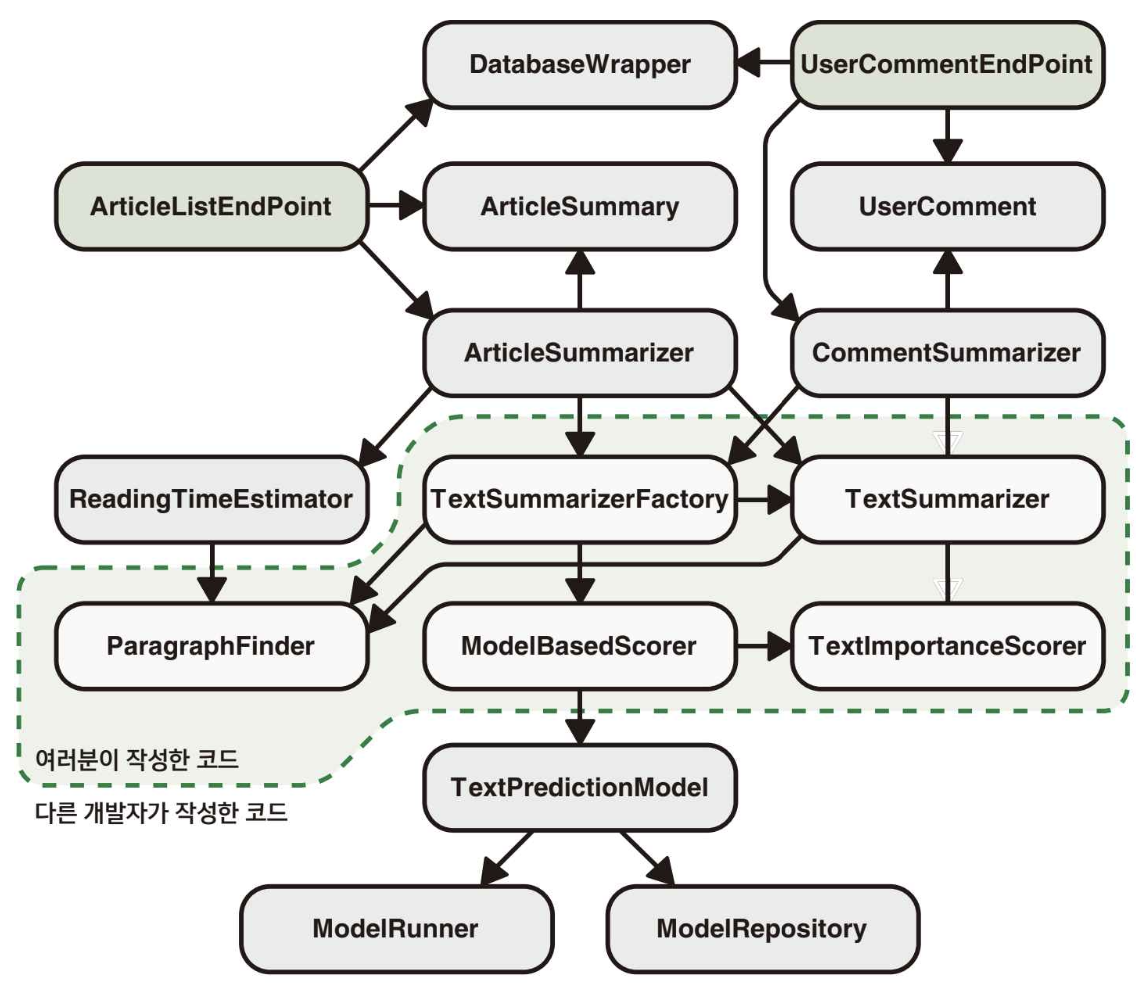 DatabaseWrapper
UserCommentEndPoint
ArticleListEndPoint
ArticleSummary
UserComment
ArticleSummarizer
CommentSummarizer
ReadingTimeEstimator
TextSummarizerFactory
TextSummarizer
ParagraphFinder
ModelBasedScorer
TextImportanceScorer
여러분이 작성한 코드
다른 개발자가 작성한 코드
TextPredictionModel
ModelRunner
ModelRepository